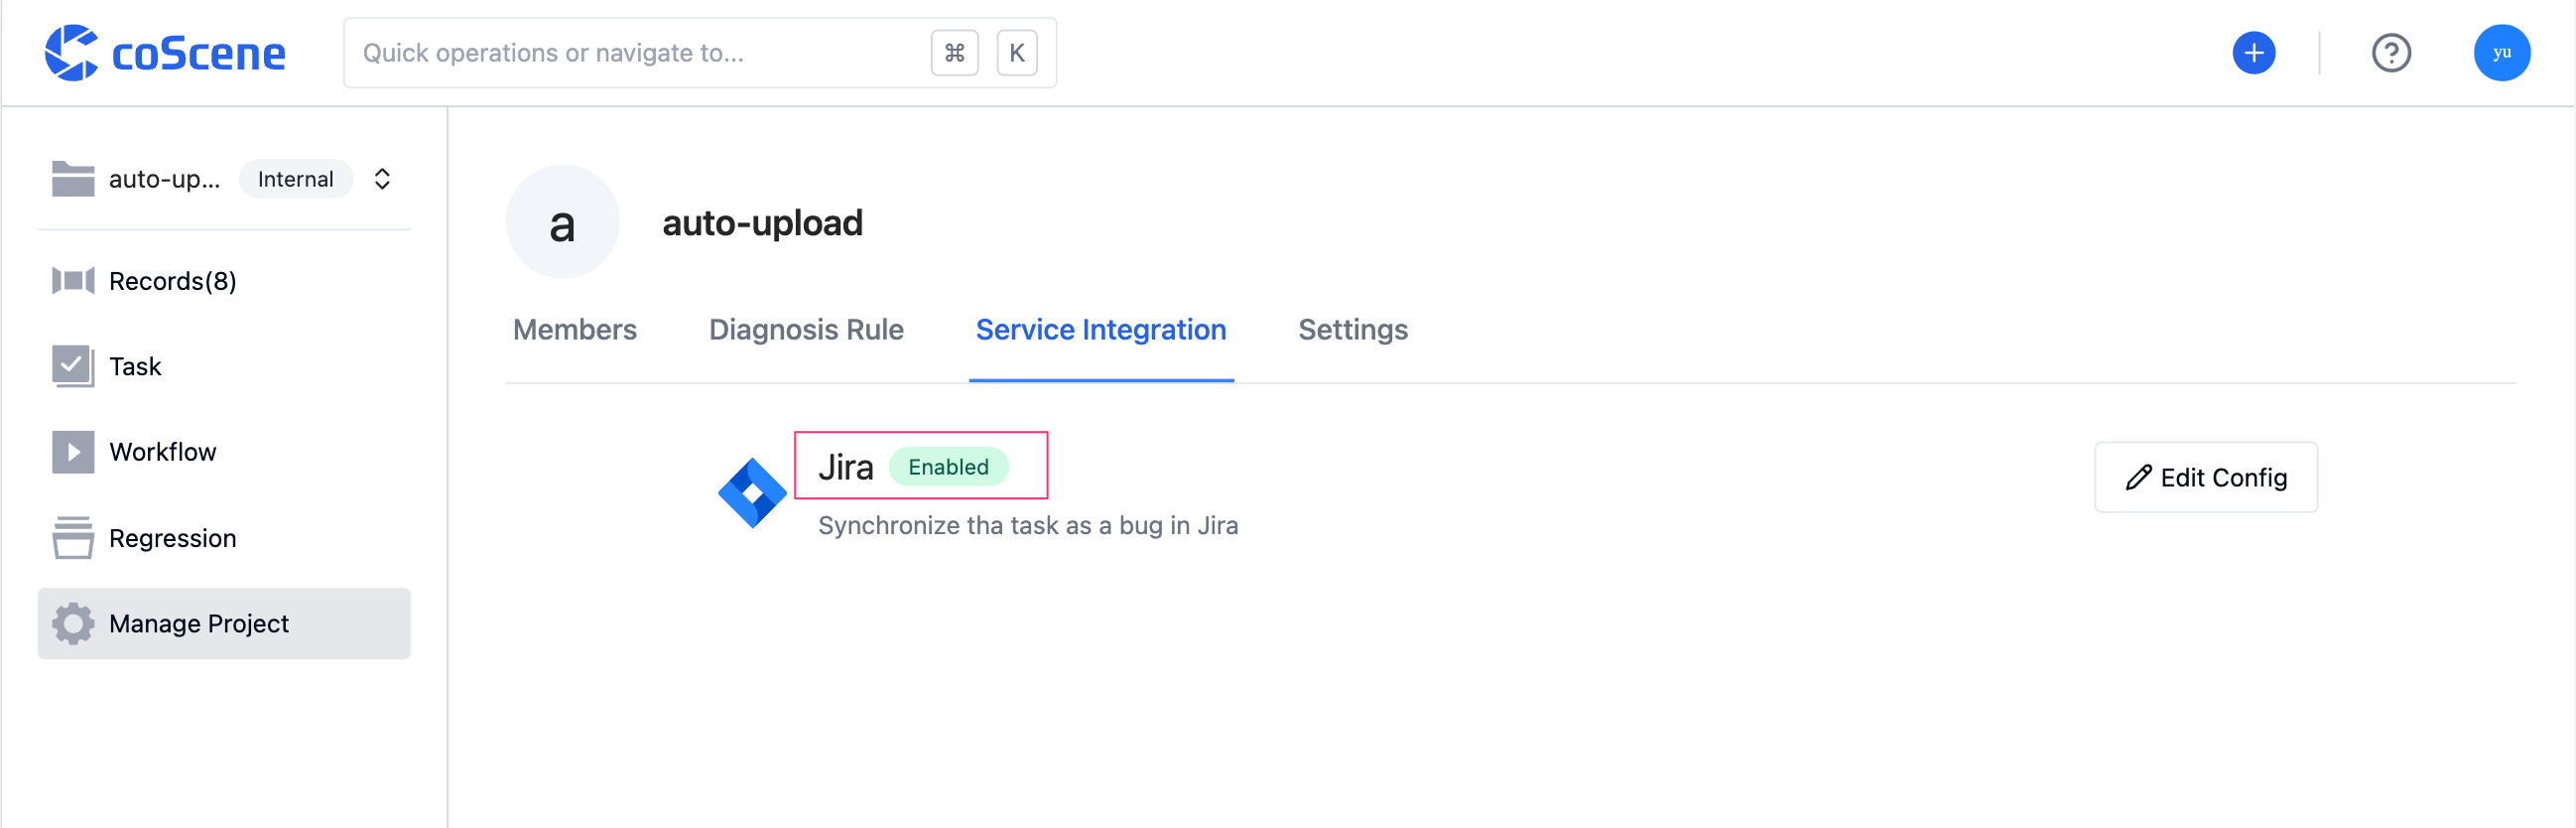 coScene
Quick operations or navigate to...
⌘ K
yu
auto-up...
Internal
Records(8)
Task
Workflow
Regression
Manage Project
a
auto-upload
Members
Diagnosis Rule
Service Integration
Settings
Jira
Enabled
Synchronize tha task as a bug in Jira
Edit Config